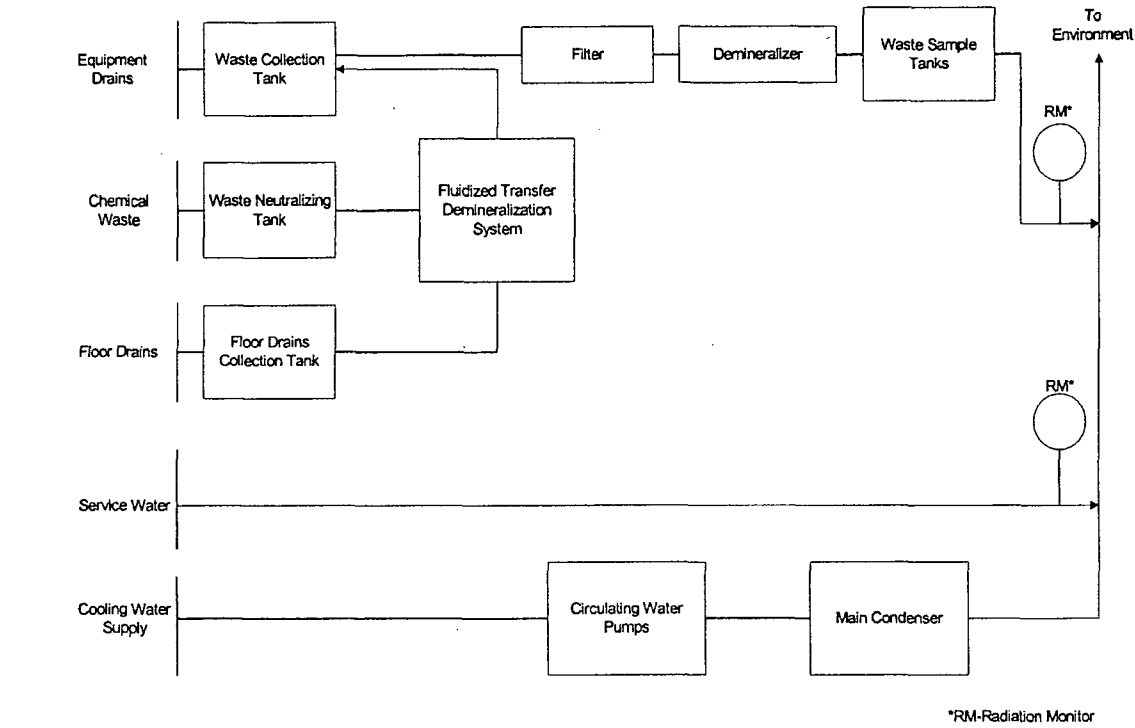 To
Environment
Equipment
Drains
Waste Collection
Tank
Filter
Demineralizer
Waste Sample
Tanks
RM*
Chemical
Waste
Waste Neutralizing
Tank
Fluidized Transfer
Demineralization
System
Floor Drains
Floor Drains
Collection Tank
RM*
Service Water
Cooling Water
Supply
Circulating Water
Pumps
Main Condenser
*RM-Radiation Monitor